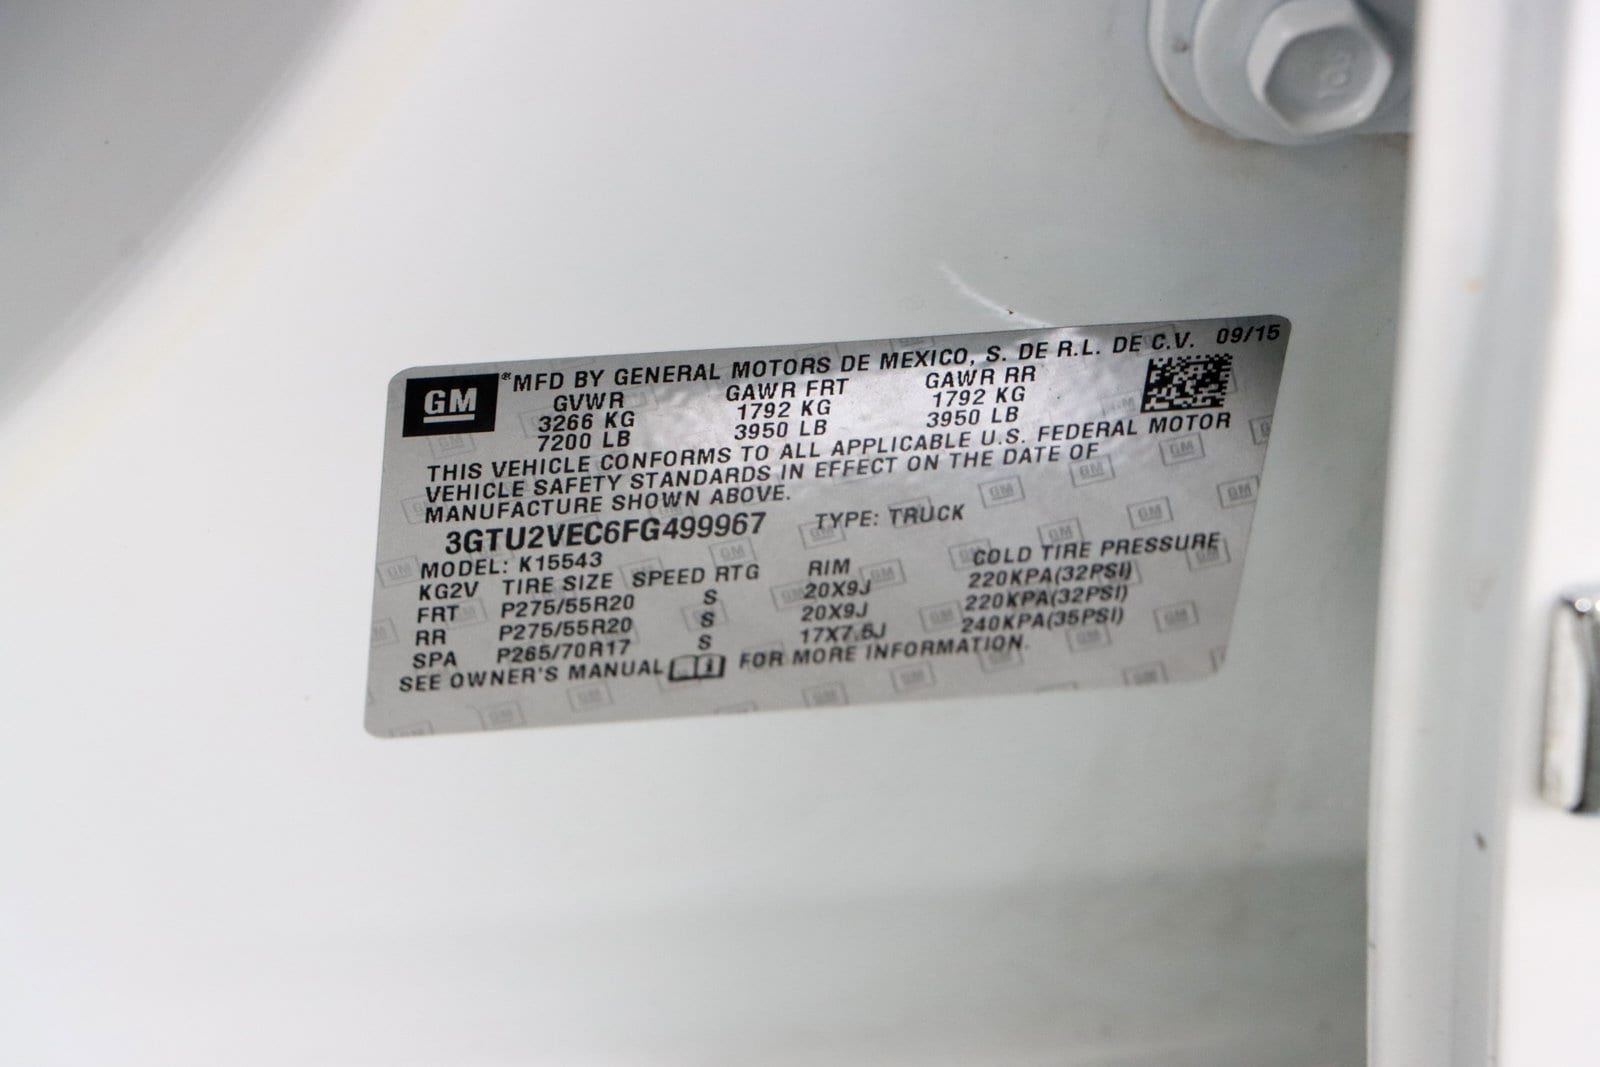 GM ®MFD BY GENERAL MOTORS DE MEXICO, S. DE R.L. DE C.V. 09/15
GVWR GAWR FRT GAWR RR
3266 KG 1792 KG 1792 KG
7200 LB 3950 LB 3950 LB
THIS VEHICLE CONFORMS TO ALL APPLICABLE U.S. FEDERAL MOTOR
VEHICLE SAFETY STANDARDS IN EFFECT ON THE DATE OF
MANUFACTURE SHOWN ABOVE.
3GTU2VEC6FG499967 TYPE: TRUCK
MODEL: K15543
KG2V TIRE SIZE SPEED RTG RIM COLD TIRE PRESSURE
FRT P275/55R20 S 20X9J 220KPA(32PSI)
RR P275/55R20 S 20X9J 220KPA(32PSI)
SPA P265/70R17 S 17X7.5J 240KPA(35PSI)
SEE OWNER'S MANUAL FOR MORE INFORMATION.